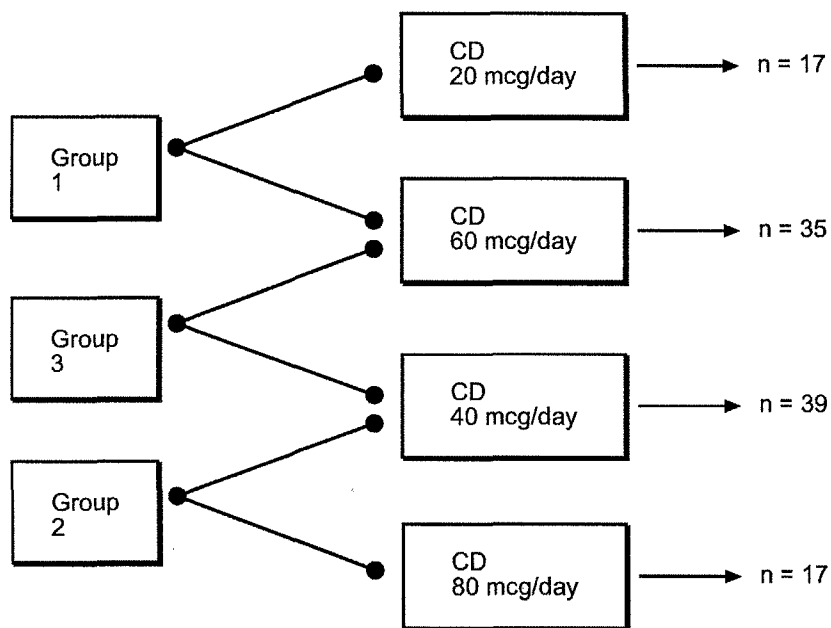 Group
1
Group
3
Group
2
CD
20 mcg/day
n = 17
CD
60 mcg/day
n = 35
CD
40 mcg/day
n = 39
CD
80 mcg/day
n = 17